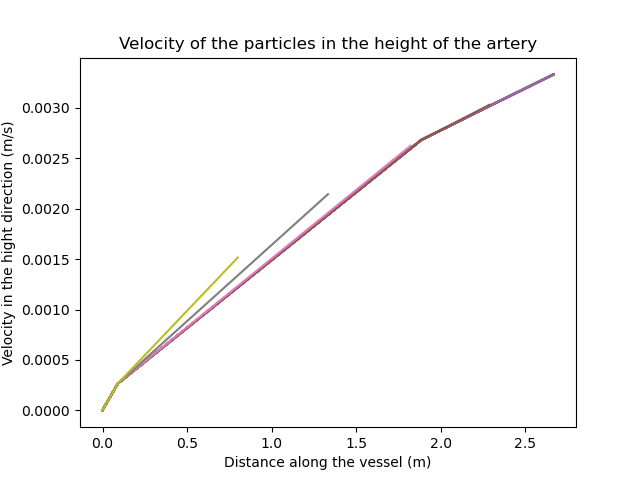 Velocity of the particles in the height of the artery
Velocity in the hight direction (m/s)
0.0030
0.0025
0.0020
0.0015
0.0010
0.0005
0.0000
0.0 0.5 1.0 1.5 2.0 2.5
Distance along the vessel (m)